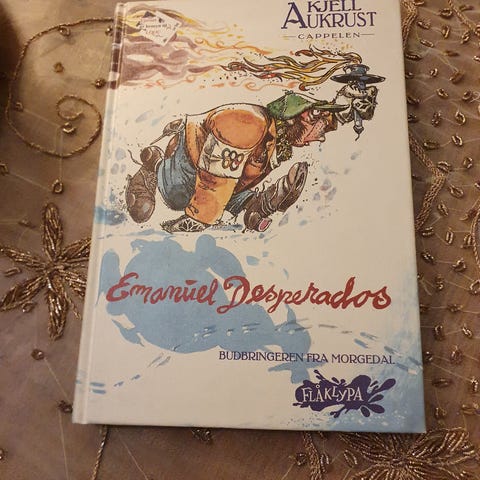 KJELL
AUKRUST
CAPPELEN
Emanuel Desperados
BUDBRINGEREN FRA MORGEDAL
FLÅKLYPA